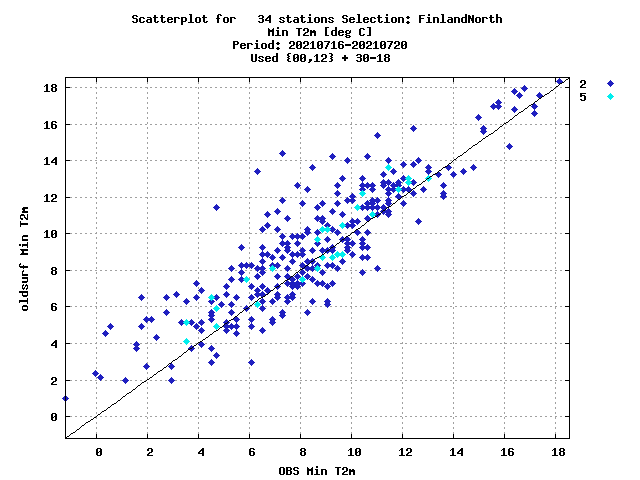 Scatterplot for   34 stations Selection: FinlandNorth
Min T2m [deg C]
Period: 20210716-20210720
Used {00,12} + 30-18
2
5
18
16
14
12
10
8
6
4
2
0
oldsurf Min T2m
0 2 4 6 8 10 12 14 16 18
OBS Min T2m